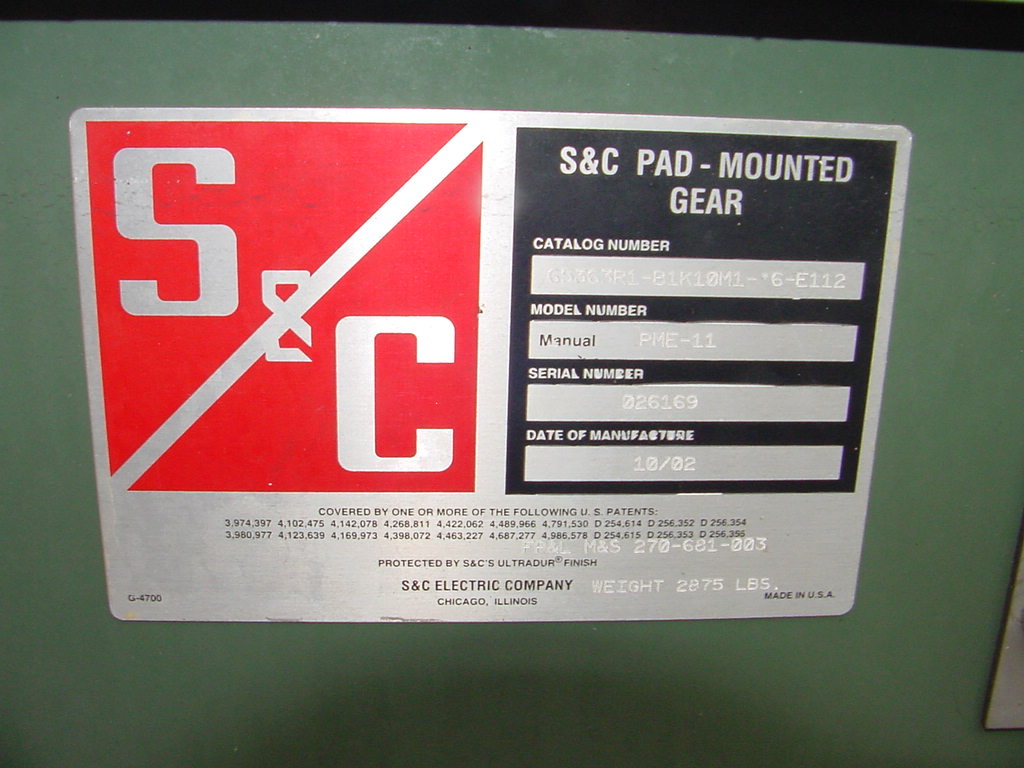 S&C
S&C PAD-MOUNTED
GEAR
CATALOG NUMBER
MODEL NUMBER
Manual PME-11
SERIAL NUMBER
026169
DATE OF MANUFACTURE
10/02
COVERED BY ONE OR MORE OF THE FOLLOWING U. S. PATENTS:
3,974,397 4,102,475 4,142,078 4,268,811 4,422,062 4,489,966 4,791,530 D 254,614 D 256,352 D 256,354
3,980,977 4,123,639 4,169,973 4,398,072 4,463,227 4,687,277 4,986,578 D 254,615 D 256,353 D 256,355
FP&L M&S 270-681-003
PROTECTED BY S&C'S ULTRADUR® FINISH
S&C ELECTRIC COMPANY WEIGHT 2875 LBS.
G-4700 CHICAGO, ILLINOIS MADE IN U.S.A.